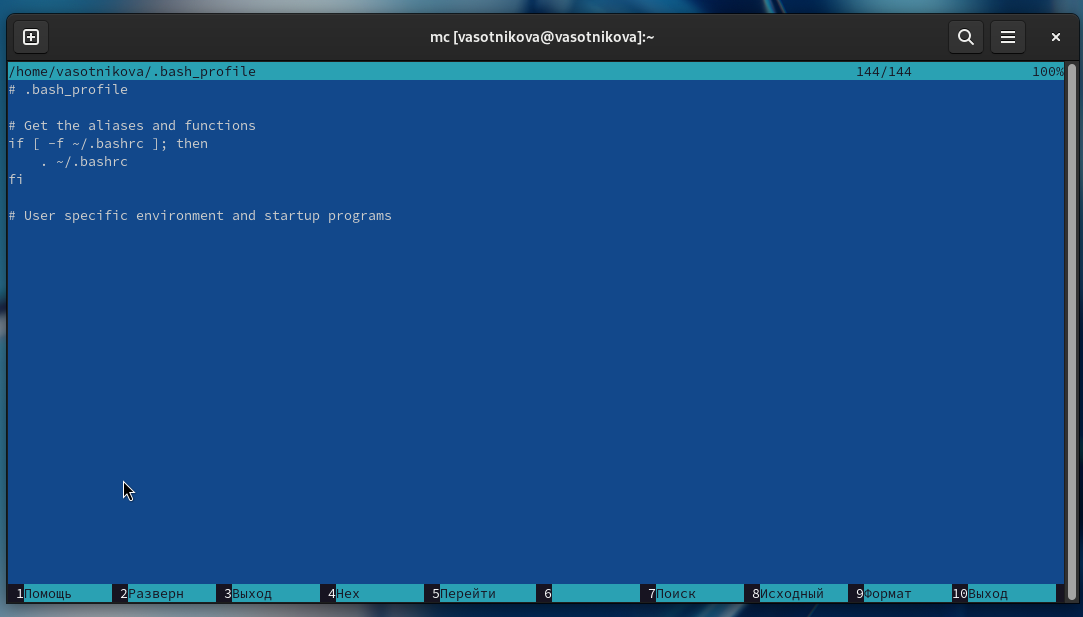 mc [vasotnikova@vasotnikova]:~
/home/vasotnikova/.bash_profile 144/144 100%
# .bash_profile
# Get the aliases and functions
if [ -f ~/.bashrc ]; then
    . ~/.bashrc
fi
# User specific environment and startup programs
1Помощь 2Разверн 3Выход 4Hex 5Перейти 6 7Поиск 8Исходный 9Формат 10Выход